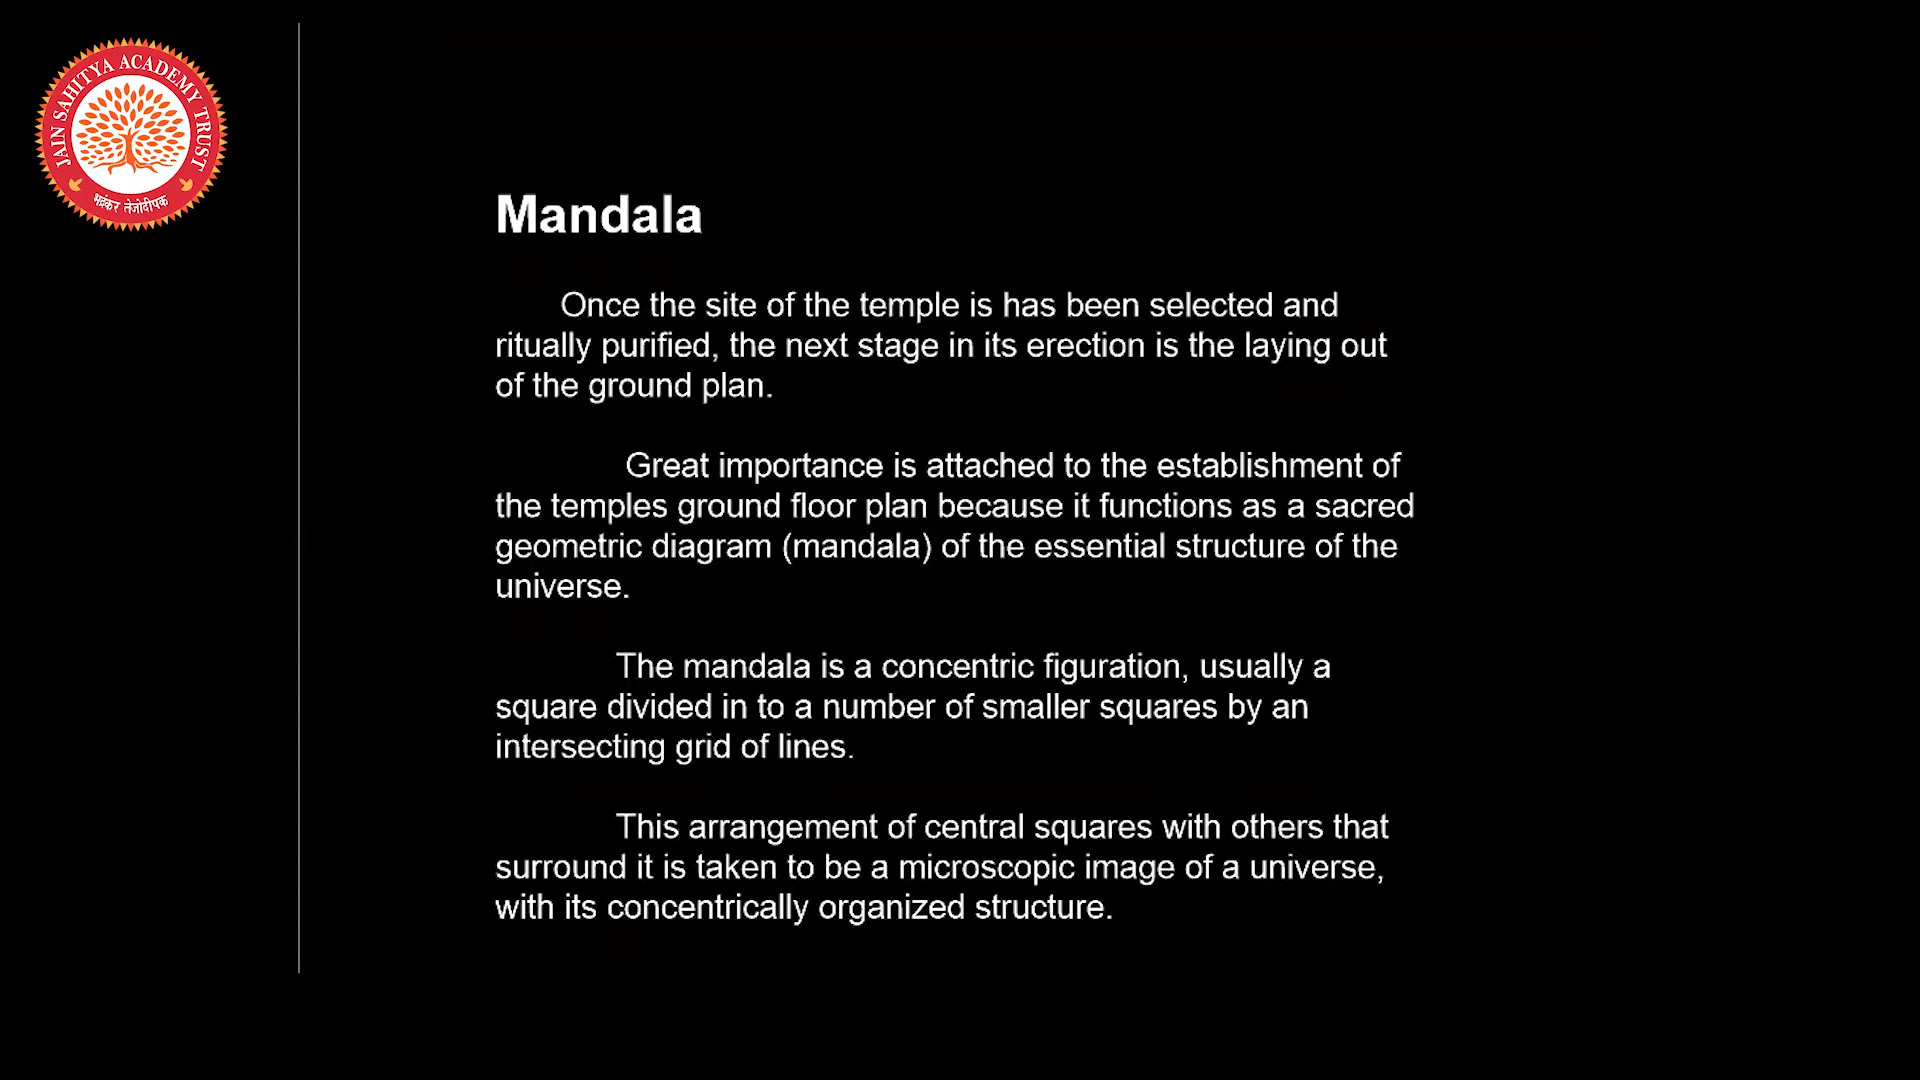 JAIN SAHITYA ACADEMY TRUST
भद्रंकर तेजोदीपक
Mandala
Once the site of the temple is has been selected and
ritually purified, the next stage in its erection is the laying out
of the ground plan.
Great importance is attached to the establishment of
the temples ground floor plan because it functions as a sacred
geometric diagram (mandala) of the essential structure of the
universe.
The mandala is a concentric figuration, usually a
square divided in to a number of smaller squares by an
intersecting grid of lines.
This arrangement of central squares with others that
surround it is taken to be a microscopic image of a universe,
with its concentrically organized structure.